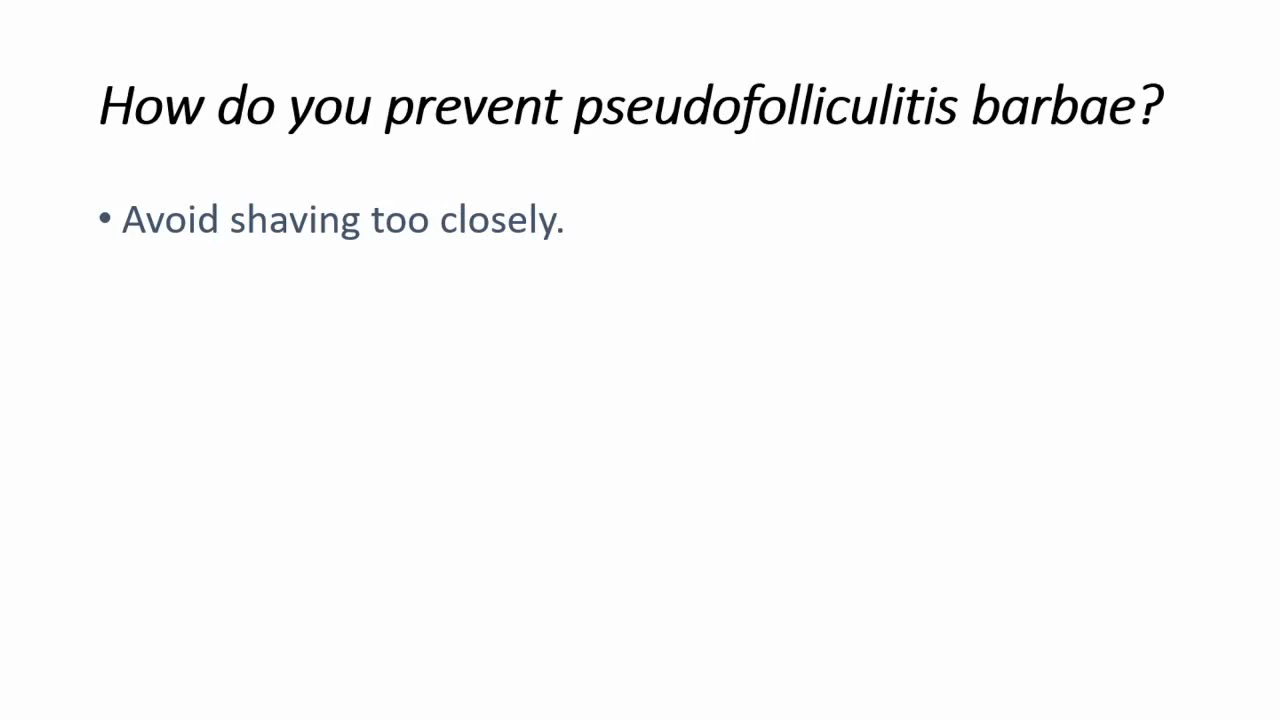 How do you prevent pseudofolliculitis barbae?
• Avoid shaving too closely.